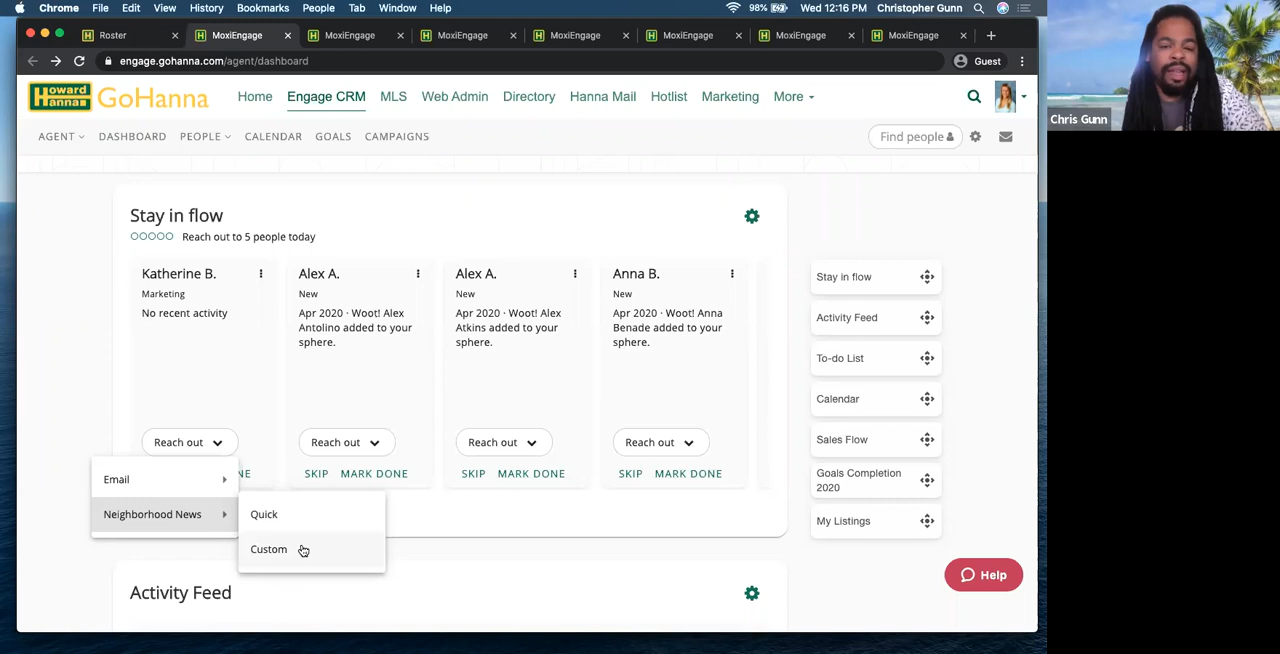 Chrome File Edit View History Bookmarks People Tab Window Help 98% Wed 12:16 PM Christopher Gunn
Roster MoxiEngage MoxiEngage MoxiEngage MoxiEngage MoxiEngage MoxiEngage MoxiEngage
engage.gohanna.com/agent/dashboard Guest
Howard Hanna GoHanna Home Engage CRM MLS Web Admin Directory Hanna Mail Hotlist Marketing More
AGENT DASHBOARD PEOPLE CALENDAR GOALS CAMPAIGNS Find people
Chris Gunn
Stay in flow
Reach out to 5 people today
Katherine B.
Marketing
No recent activity
Reach out
NE
Alex A.
New
Apr 2020 · Woot! Alex
Antolino added to your
sphere.
Reach out
SKIP MARK DONE
Alex A.
New
Apr 2020 · Woot! Alex
Atkins added to your
sphere.
Reach out
SKIP MARK DONE
Anna B.
New
Apr 2020 · Woot! Anna
Benade added to your
sphere.
Reach out
SKIP MARK DONE
Email
Neighborhood News
Quick
Custom
Activity Feed
Stay in flow
Activity Feed
To-do List
Calendar
Sales Flow
Goals Completion
2020
My Listings
Help